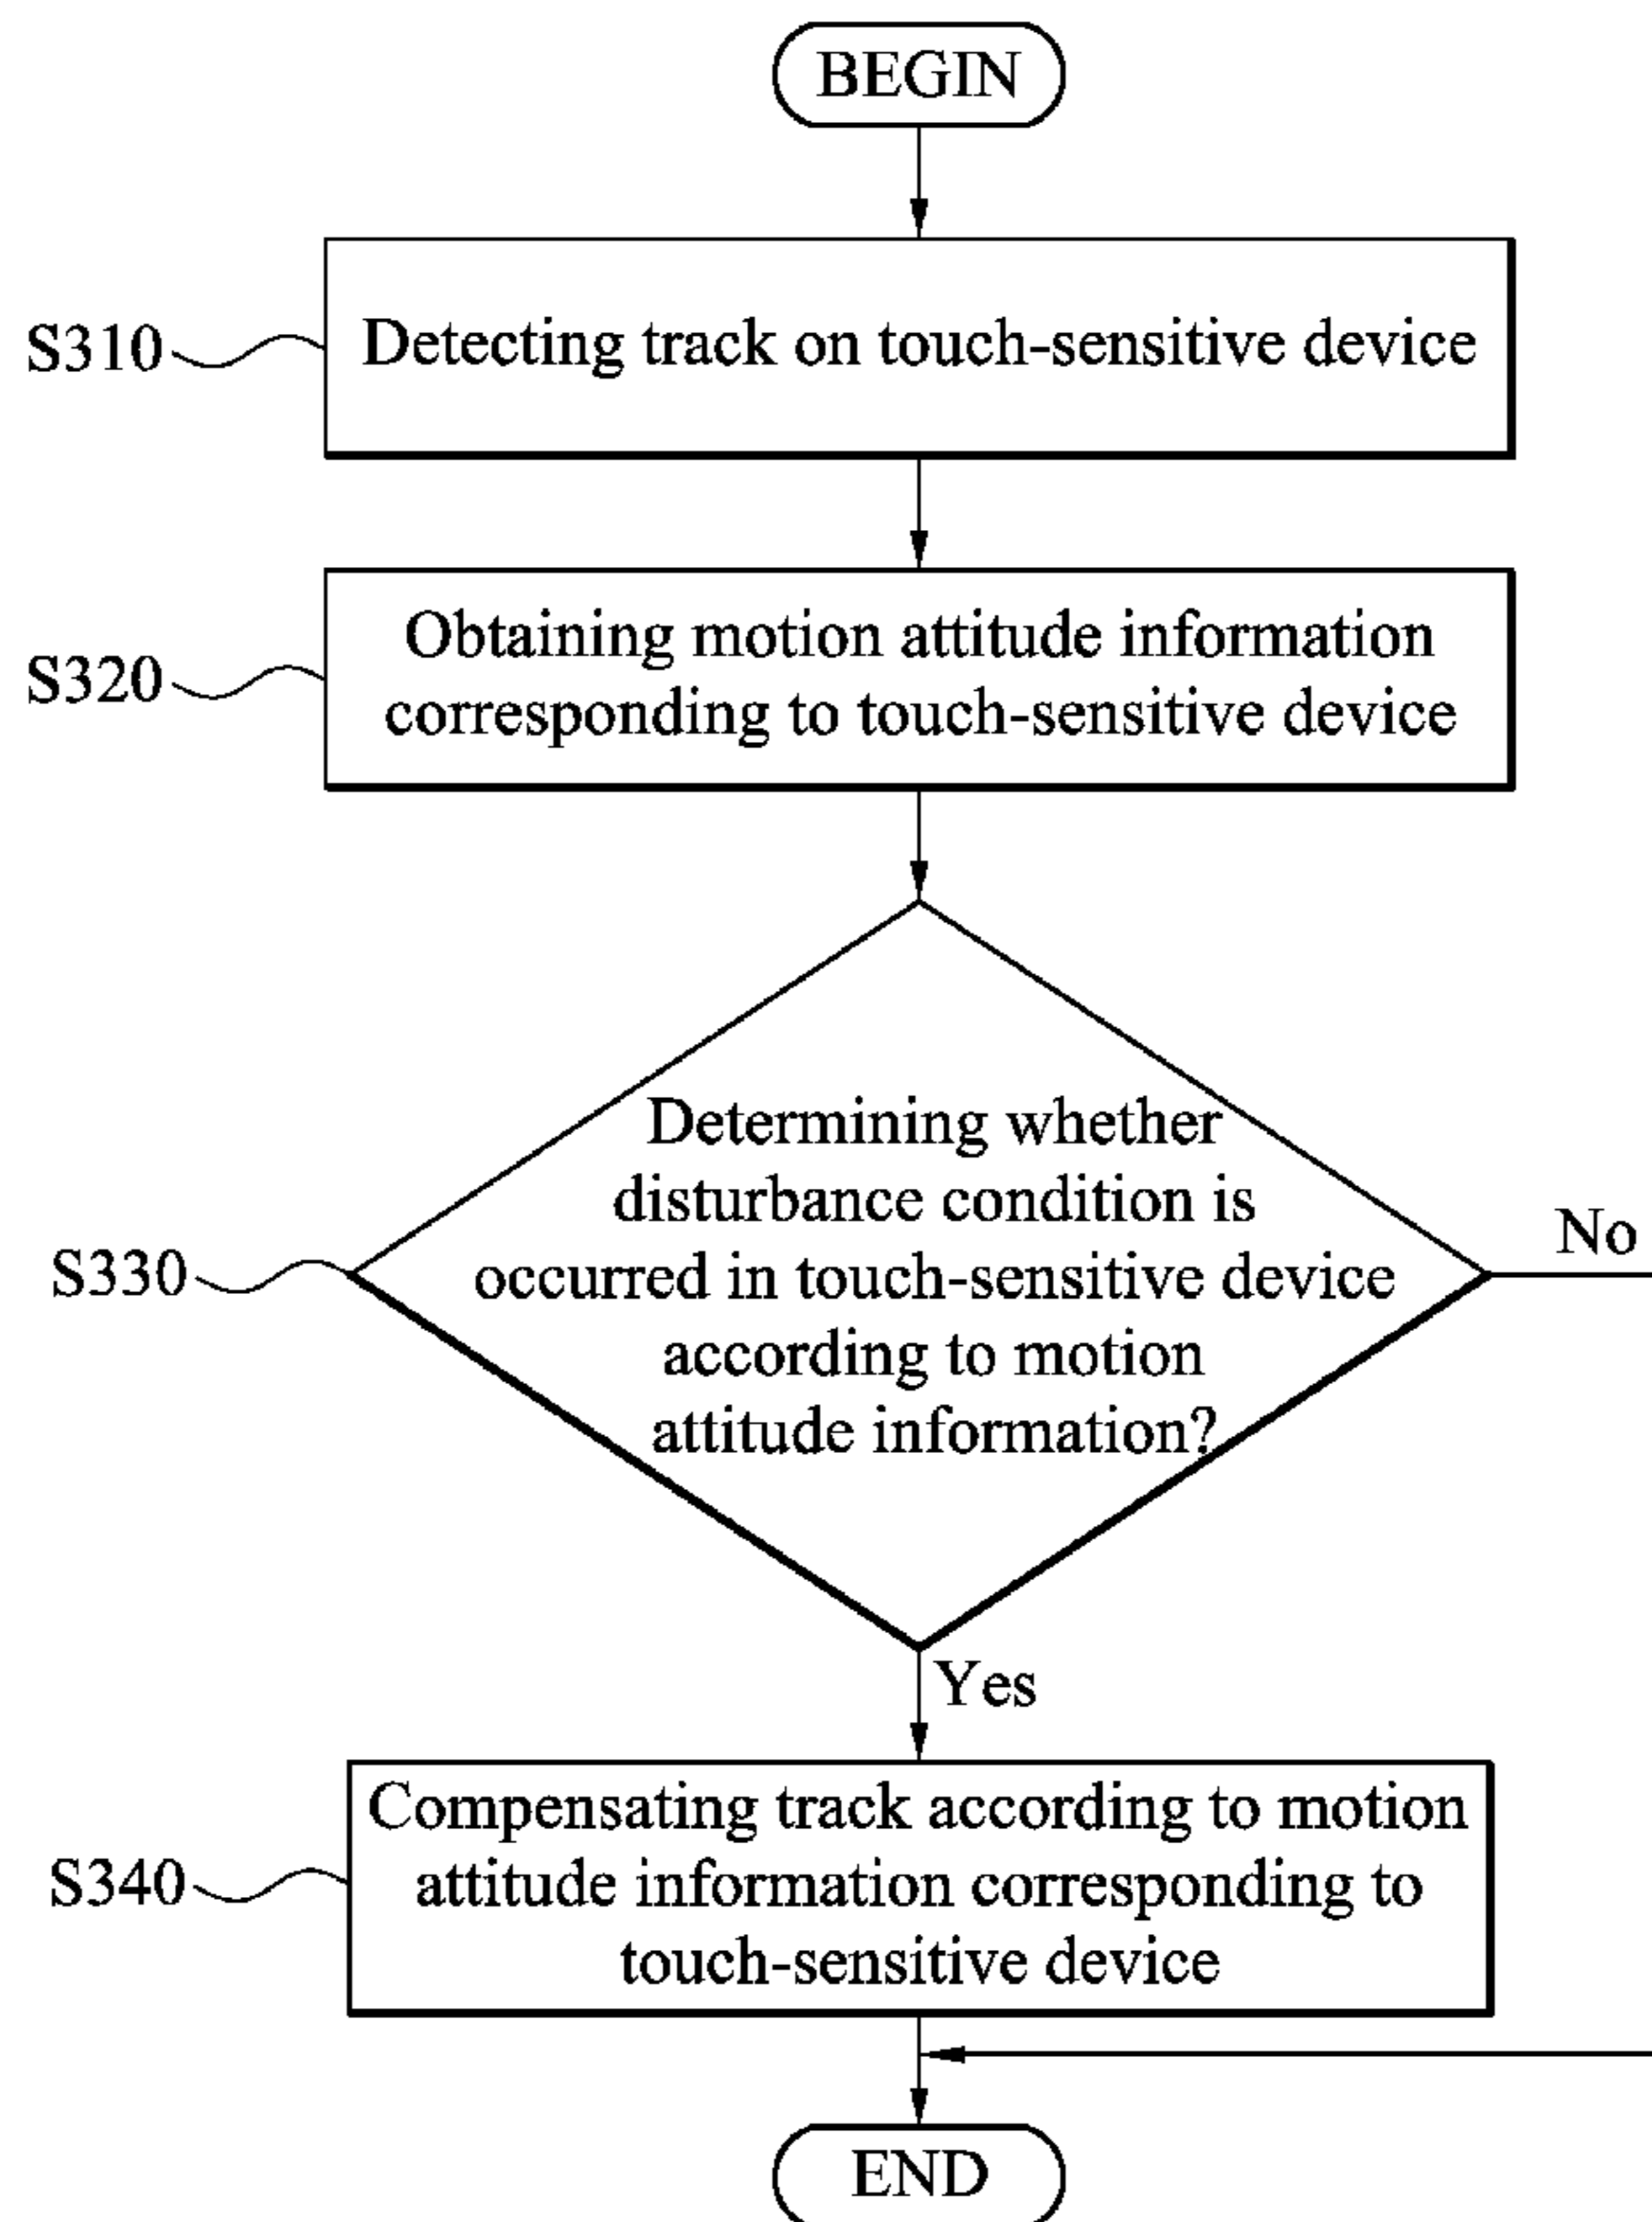 BEGIN
S310
Detecting track on touch-sensitive device
S320
Obtaining motion attitude information
corresponding to touch-sensitive device
S330
Determining whether
disturbance condition is
occurred in touch-sensitive device
according to motion
attitude information?
No
Yes
S340
Compensating track according to motion
attitude information corresponding to
touch-sensitive device
END